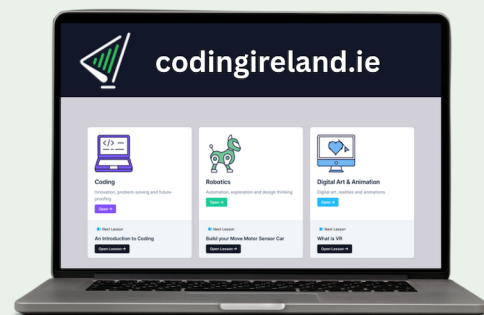 codingireland.ie
Coding
Innovation, problem-solving and future-proofing
Open →
Next Lesson
An Introduction to Coding
Open Lesson →
Robotics
Automation, exploration and design thinking
Open →
Next Lesson
Build your Move Motor Sensor Car
Open Lesson →
Digital Art & Animation
Digital art, realities and animations
Open →
Next Lesson
What is VR
Open Lesson →